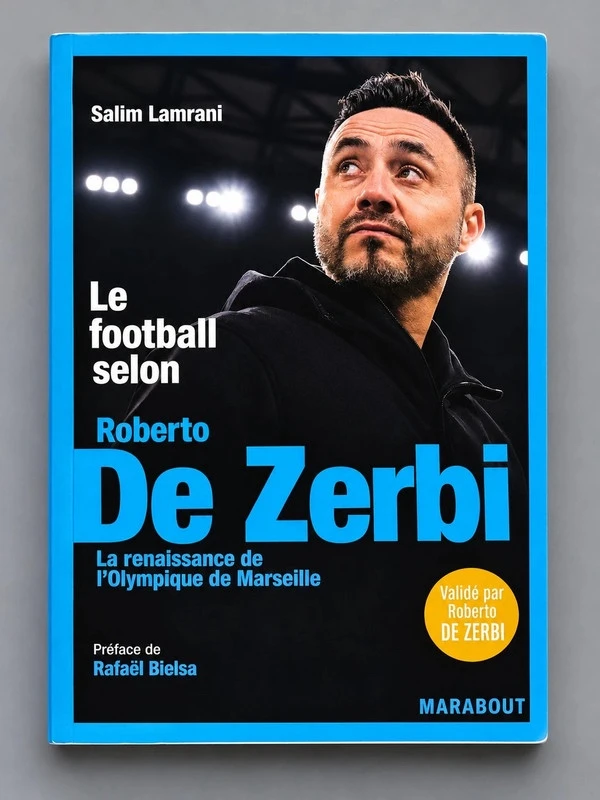 Salim Lamrani
Le
football
selon
Roberto
De Zerbi
La renaissance de
l'Olympique de Marseille
Validé par
Roberto
DE ZERBI
Préface de
Rafaël Bielsa
MARABOUT